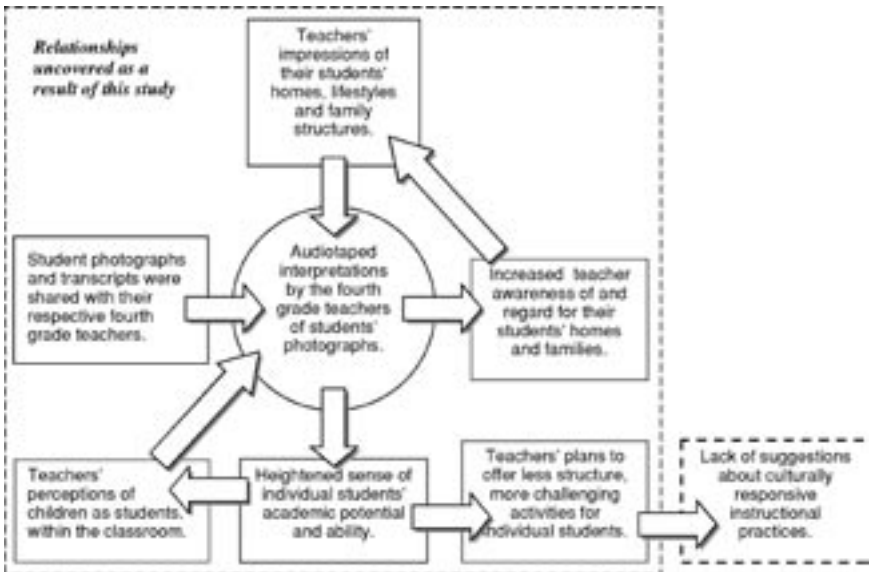 Relationships
uncovered as a
result of this study
Teachers'
impressions of
their students'
homes, lifestyles
and family
structures.
Student photographs
and transcripts were
shared with their
respective fourth
grade teachers.
Audiotaped
interpretations
by the fourth
grade teachers
of students'
photographs.
Increased teacher
awareness of and
regard for their
students' homes
and families.
Teachers'
perceptions of
children as students,
within the classroom.
Heightened sense of
individual students'
academic potential
and ability.
Teachers' plans to
offer less structure,
more challenging
activities for
individual students.
Lack of suggestions
about culturally
responsive
instructional
practices.